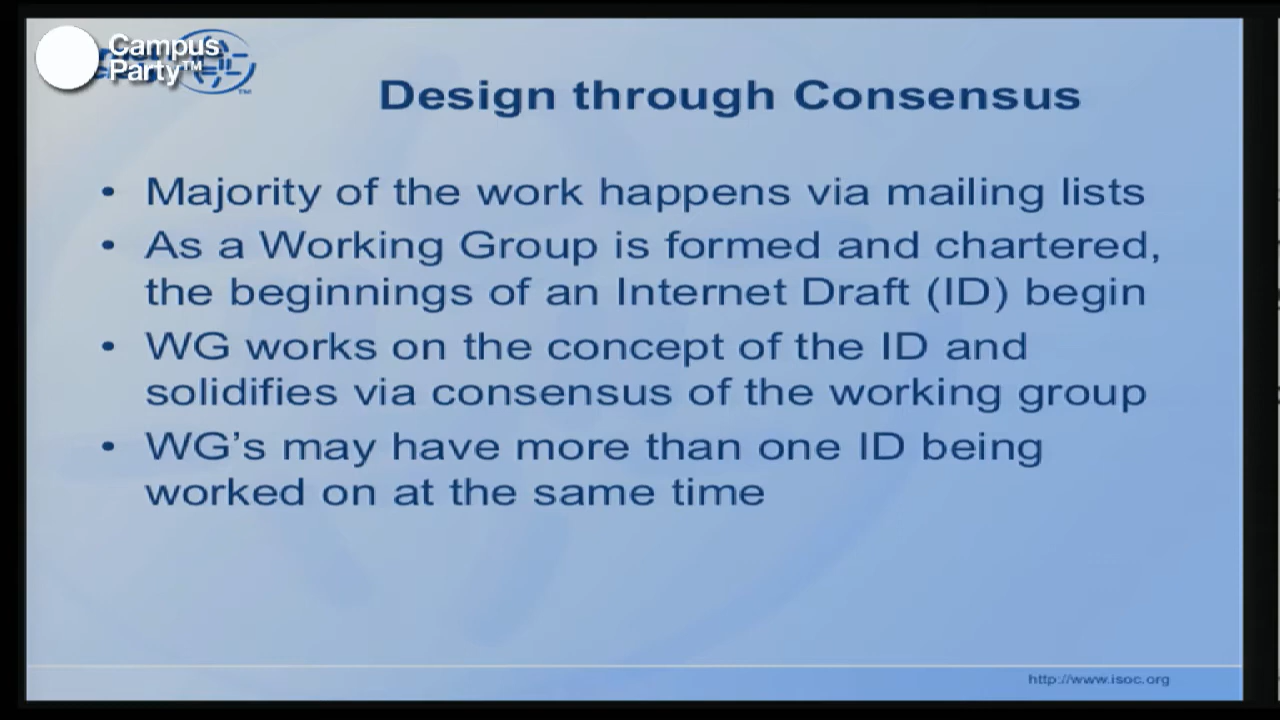 Campus
Party™
Design through Consensus
• Majority of the work happens via mailing lists
• As a Working Group is formed and chartered,
the beginnings of an Internet Draft (ID) begin
• WG works on the concept of the ID and
solidifies via consensus of the working group
• WG's may have more than one ID being
worked on at the same time
http://www.isoc.org